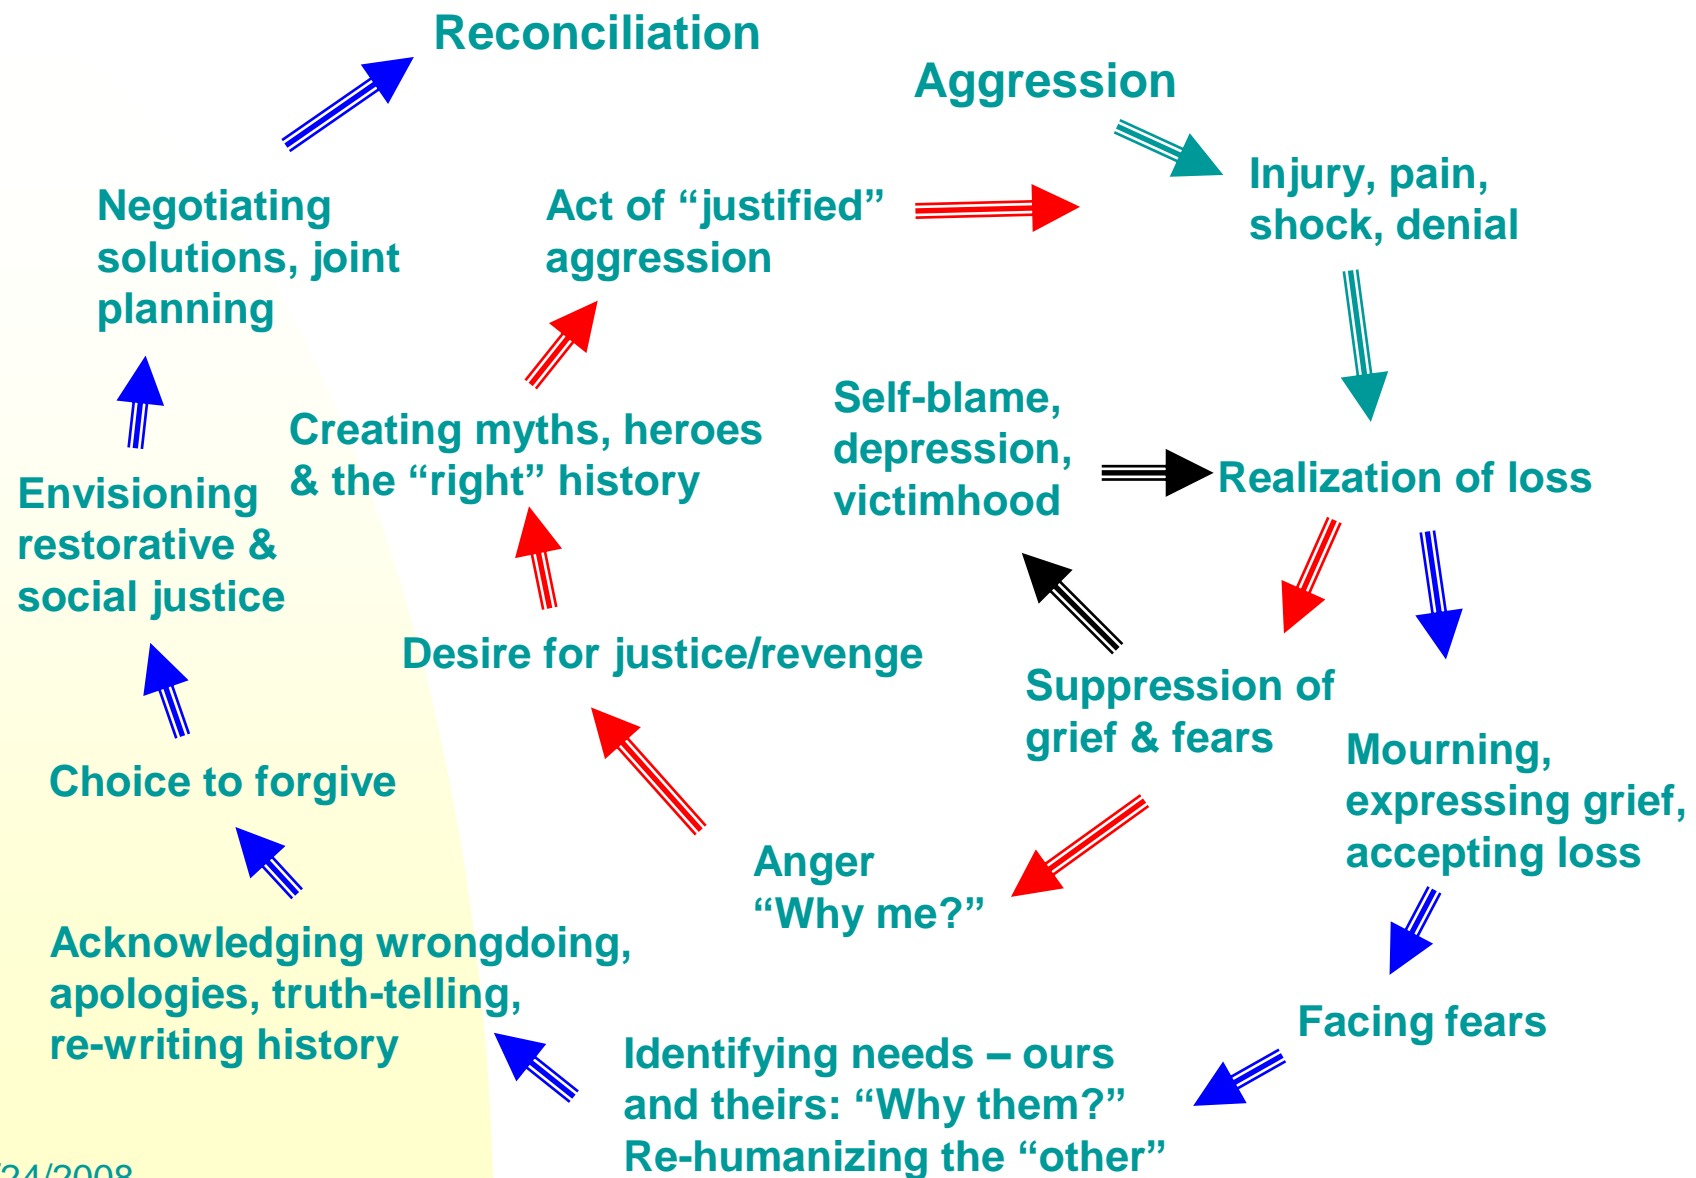 Reconciliation
Aggression
Injury, pain,
shock, denial
Negotiating
solutions, joint
planning
Act of “justified”
aggression
Self-blame,
depression,
victimhood
Creating myths, heroes
& the “right” history
Realization of loss
Envisioning
restorative &
social justice
Desire for justice/revenge
Suppression of
grief & fears
Mourning,
expressing grief,
accepting loss
Choice to forgive
Anger
“Why me?”
Acknowledging wrongdoing,
apologies, truth-telling,
re-writing history
Facing fears
Identifying needs – ours
and theirs: “Why them?”
Re-humanizing the “other”
/24/2008